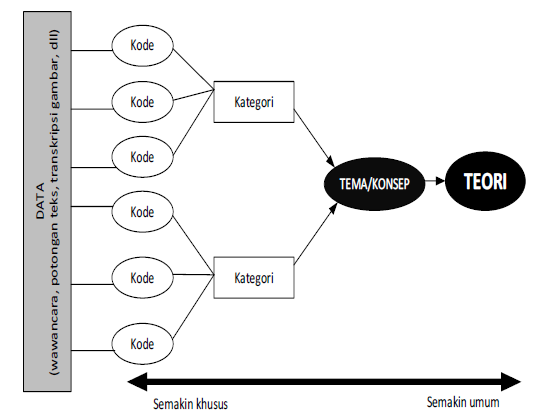 DATA
(wawancara, potongan teks, transkripsi gambar, dll)
Kode
Kode
Kode
Kode
Kode
Kode
Kategori
Kategori
TEMA/KONSEP
TEORI
Semakin khusus
Semakin umum